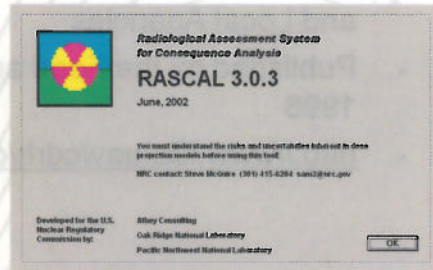 Radiological Assessment System
for Consequence Analysis
RASCAL 3.0.3
June, 2002
You must understand the risks and uncertainties inherent in dose
projection models before using this tool!
NRC contact: Steve McGuire (301) 415-6204 sam2@nrc.gov
Developed for the U.S.
Nuclear Regulatory
Commission by:
Athey Consulting
Oak Ridge National Laboratory
Pacific Northwest National Laboratory
OK